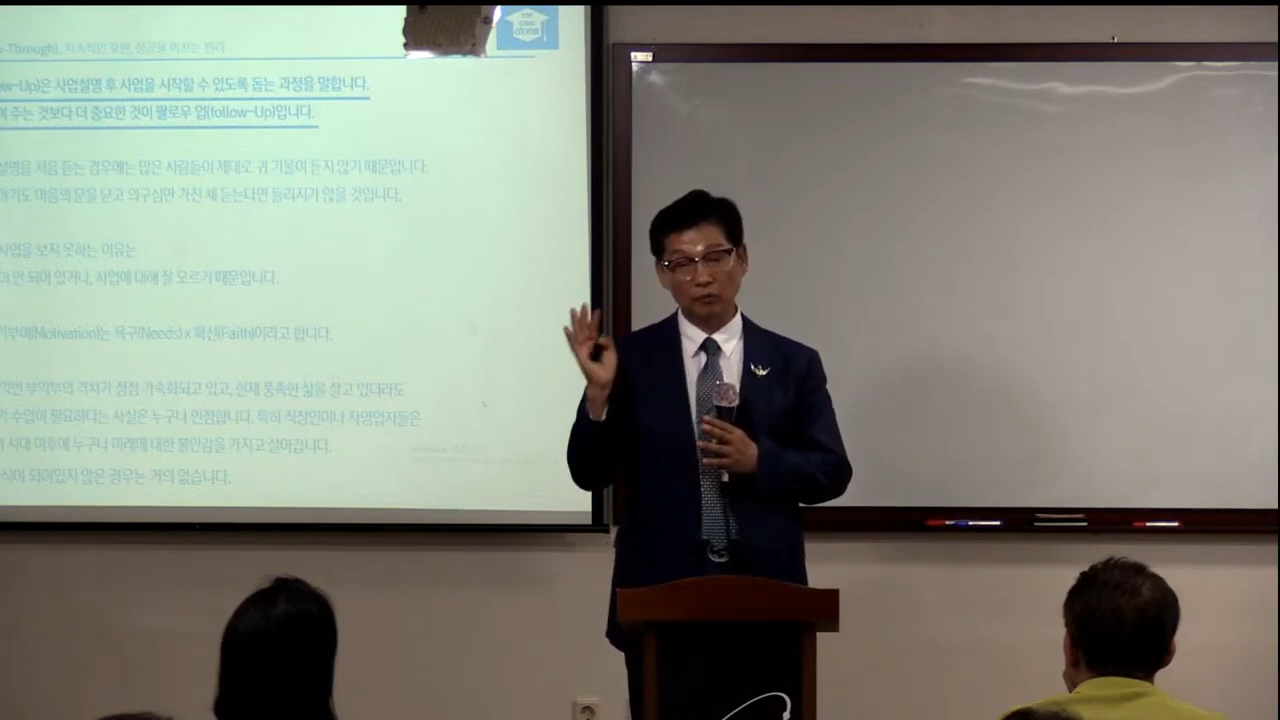 -Through), 지속적인 후원, 성공을 이끄는 원리
ow-Up)은 사업설명 후 사업을 시작할 수 있도록 돕는 과정을 말합니다.
여 주는 것보다 더 중요한 것이 팔로우 업(follow-Up)입니다.
설명을 처음 듣는 경우에는 많은 사람들이 제대로 귀 기울여 듣지 않기 때문입니다.
야기도 마음의 문을 닫고 의구심만 가진 채 듣는다면 들리지가 않을 것입니다.
사업을 보지 못하는 이유는
이 안 되어 있거나, 사업에 대해 잘 모르기 때문입니다.
기부여(Motivation)는 욕구(Needs) x 확신(Faith)이라고 합니다.
익빈 부익부의 격차가 점점 가속화되고 있고, 현재 풍족한 삶을 살고 있더라도
가 수입이 필요하다는 사실은 누구나 인정합니다. 특히 직장인이나 자영업자들은
시대 이후에 누구나 미래에 대한 불안감을 가지고 살아갑니다.
식이 되어있지 않은 경우는 거의 없습니다.